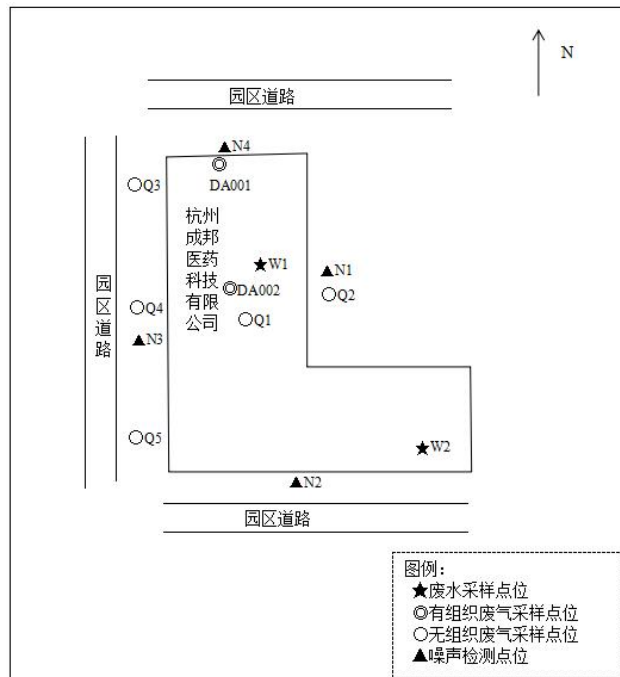 N
园区道路
▲N4
○Q3
DA001
杭州
成邦
医药
科技
有限
公司
★W1
▲N1
◎DA002
○Q2
○Q4
○Q1
园区道路
▲N3
○Q5
★W2
▲N2
园区道路
图例：
★废水采样点位
◎有组织废气采样点位
○无组织废气采样点位
▲噪声检测点位